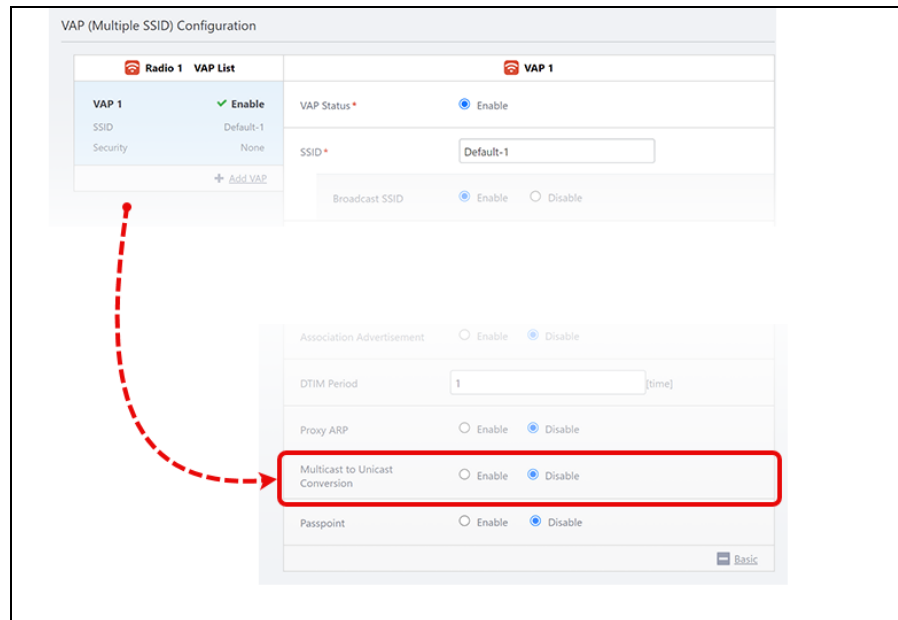 VAP (Multiple SSID) Configuration
Radio 1 VAP List
VAP 1
VAP 1 Enable
SSID Default-1
Security None
+ Add VAP
VAP Status * Enable
SSID * Default-1
Broadcast SSID Enable Disable
Association Advertisement Enable Disable
DTIM Period 1 [time]
Proxy ARP Enable Disable
Multicast to Unicast
Conversion Enable Disable
Passpoint Enable Disable
Basic